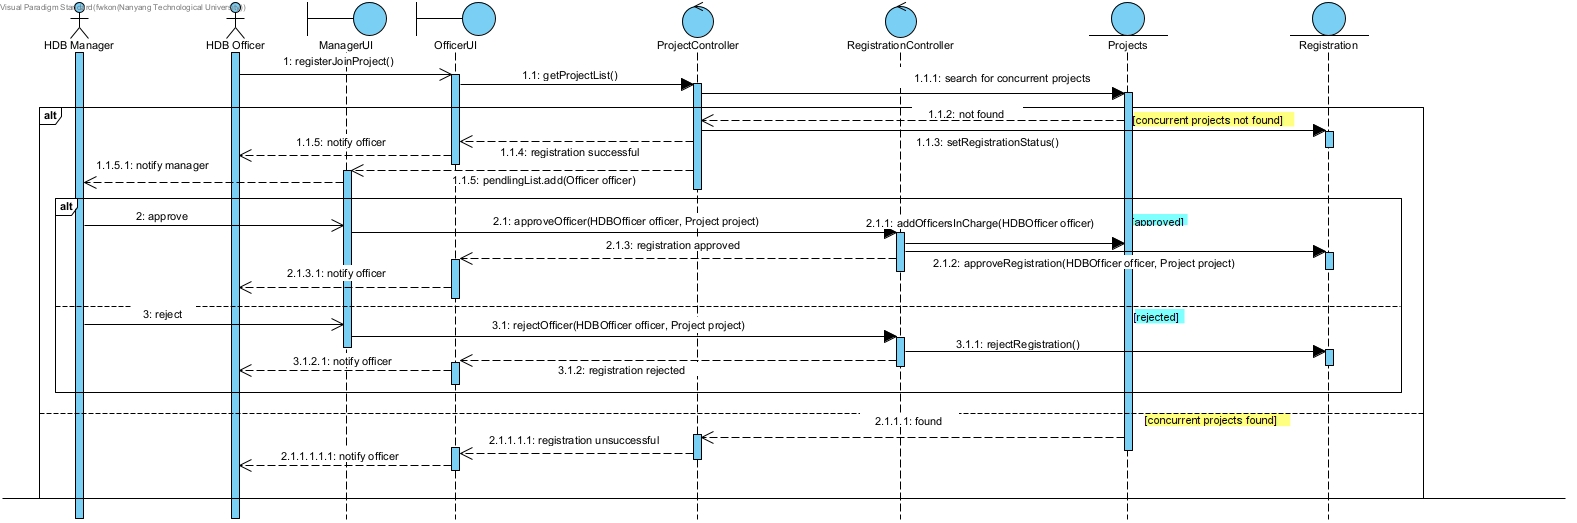 Visual Paradigm Standard(fwkon(Nanyang Technological University))
HDB Manager
HDB Officer
ManagerUI
OfficerUI
ProjectController
RegistrationController
Projects
Registration
1: registerJoinProject()
1.1: getProjectList()
1.1.1: search for concurrent projects
alt
1.1.2: not found
[concurrent projects not found]
1.1.3: setRegistrationStatus()
1.1.5: notify officer
1.1.4: registration successful
1.1.5.1: notify manager
1.1.5: pendlingList.add(Officer officer)
alt
2: approve
2.1: approveOfficer(HDBOfficer officer, Project project)
2.1.1: addOfficersInCharge(HDBOfficer officer)
[approved]
2.1.3: registration approved
2.1.2: approveRegistration(HDBOfficer officer, Project project)
2.1.3.1: notify officer
3: reject
[rejected]
3.1: rejectOfficer(HDBOfficer officer, Project project)
3.1.1: rejectRegistration()
3.1.2.1: notify officer
3.1.2: registration rejected
2.1.1.1: found
[concurrent projects found]
2.1.1.1.1: registration unsuccessful
2.1.1.1.1.1: notify officer